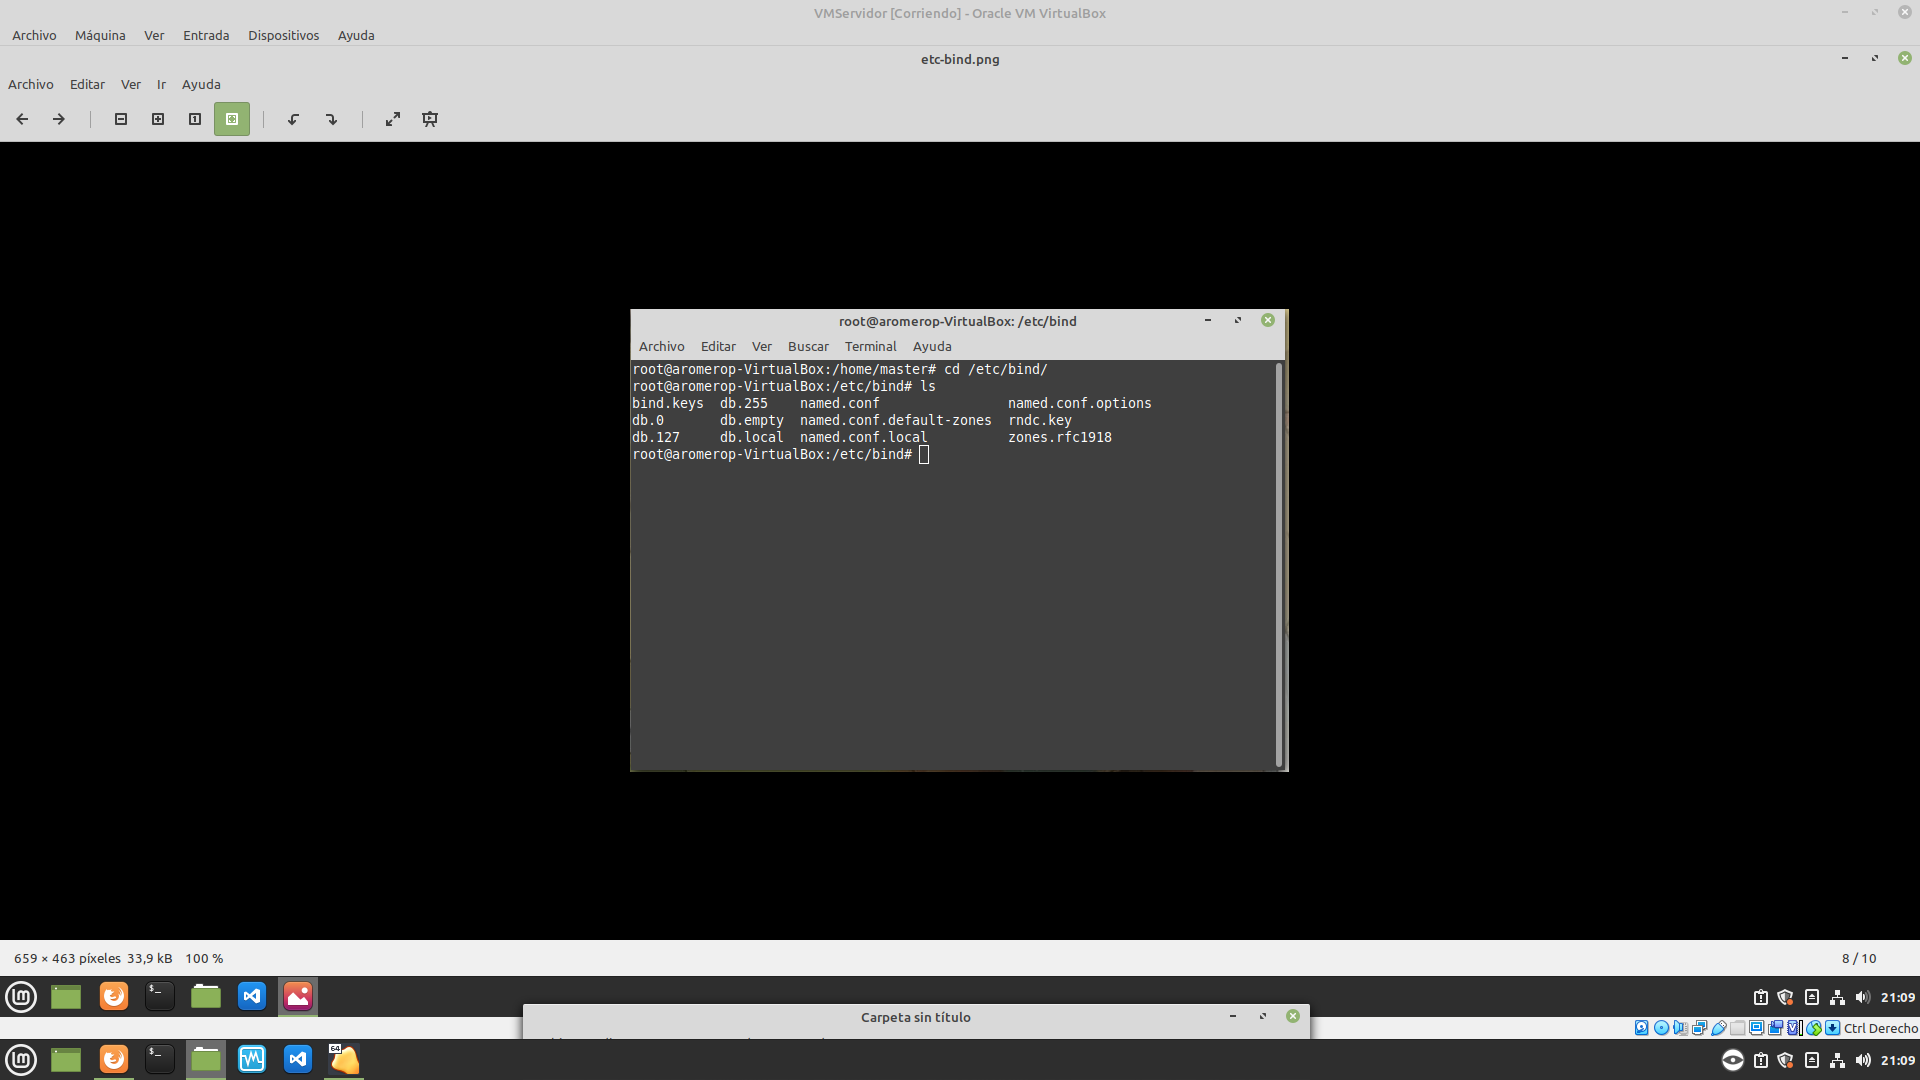 VMServidor [Corriendo] - Oracle VM VirtualBox
Archivo Máquina Ver Entrada Dispositivos Ayuda
etc-bind.png
Archivo Editar Ver Ir Ayuda
root@aromerop-VirtualBox: /etc/bind
Archivo Editar Ver Buscar Terminal Ayuda
root@aromerop-VirtualBox:/home/master# cd /etc/bind/
root@aromerop-VirtualBox:/etc/bind# ls
bind.keys db.255 named.conf named.conf.options
db.0 db.empty named.conf.default-zones rndc.key
db.127 db.local named.conf.local zones.rfc1918
root@aromerop-VirtualBox:/etc/bind#
659 × 463 píxeles 33,9 kB 100 %
8 / 10
21:09
Carpeta sin título
Ctrl Derecho
64
21:09